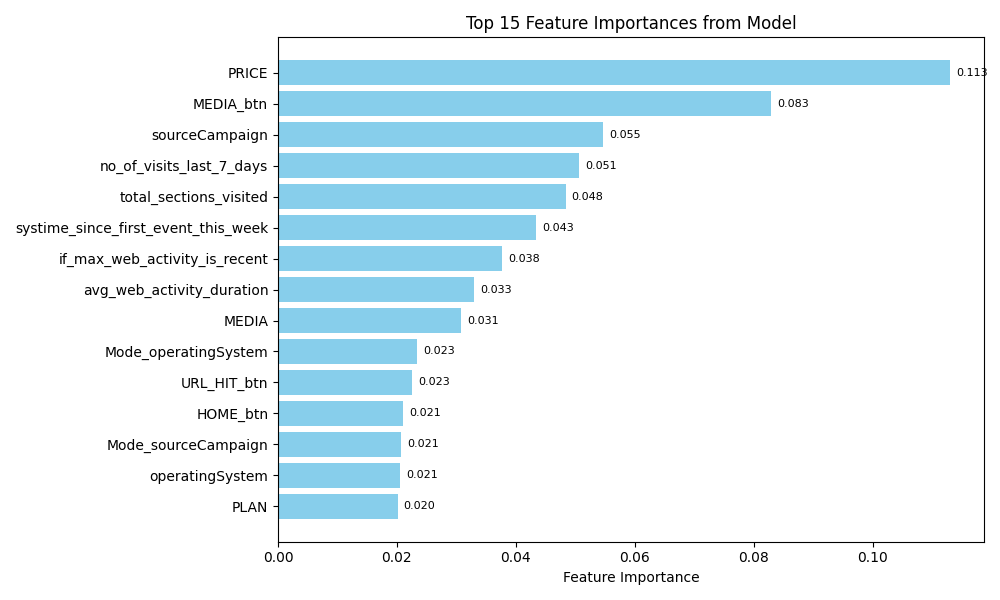 Top 15 Feature Importances from Model
PRICE 0.113
MEDIA_btn 0.083
sourceCampaign 0.055
no_of_visits_last_7_days 0.051
total_sections_visited 0.048
systime_since_first_event_this_week 0.043
if_max_web_activity_is_recent 0.038
avg_web_activity_duration 0.033
MEDIA 0.031
Mode_operatingSystem 0.023
URL_HIT_btn 0.023
HOME_btn 0.021
Mode_sourceCampaign 0.021
operatingSystem 0.021
PLAN 0.020
0.00 0.02 0.04 0.06 0.08 0.10
Feature Importance